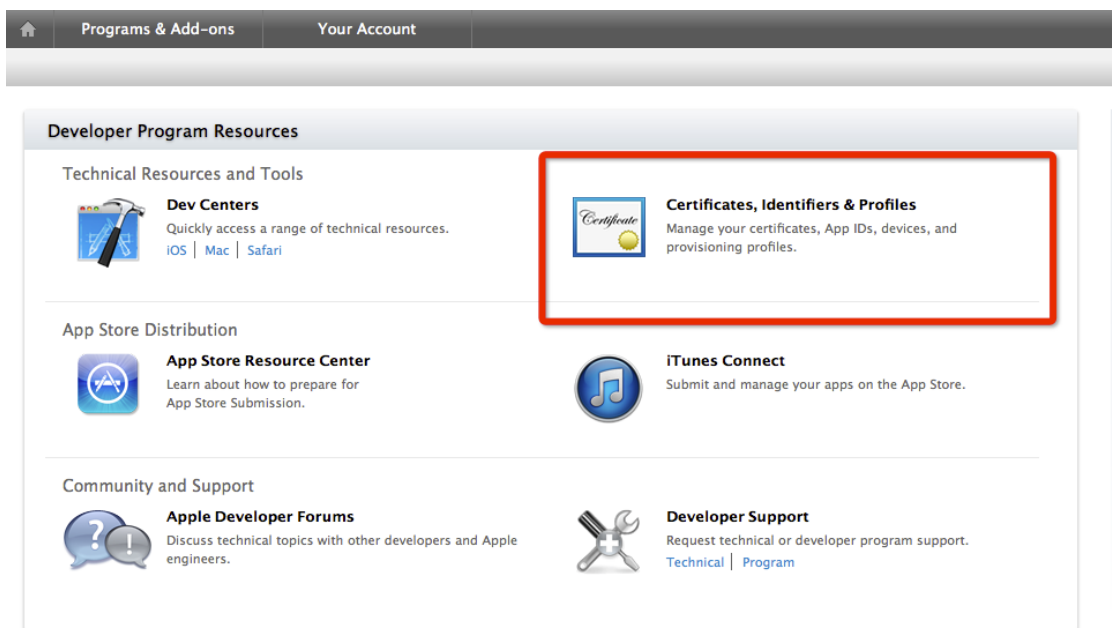 Programs & Add-ons
Your Account
Developer Program Resources
Technical Resources and Tools
Dev Centers
Quickly access a range of technical resources.
iOS | Mac | Safari
Certificate
Certificates, Identifiers & Profiles
Manage your certificates, App IDs, devices, and
provisioning profiles.
App Store Distribution
App Store Resource Center
Learn about how to prepare for
App Store Submission.
iTunes Connect
Submit and manage your apps on the App Store.
Community and Support
Apple Developer Forums
Discuss technical topics with other developers and Apple
engineers.
Developer Support
Request technical or developer program support.
Technical | Program